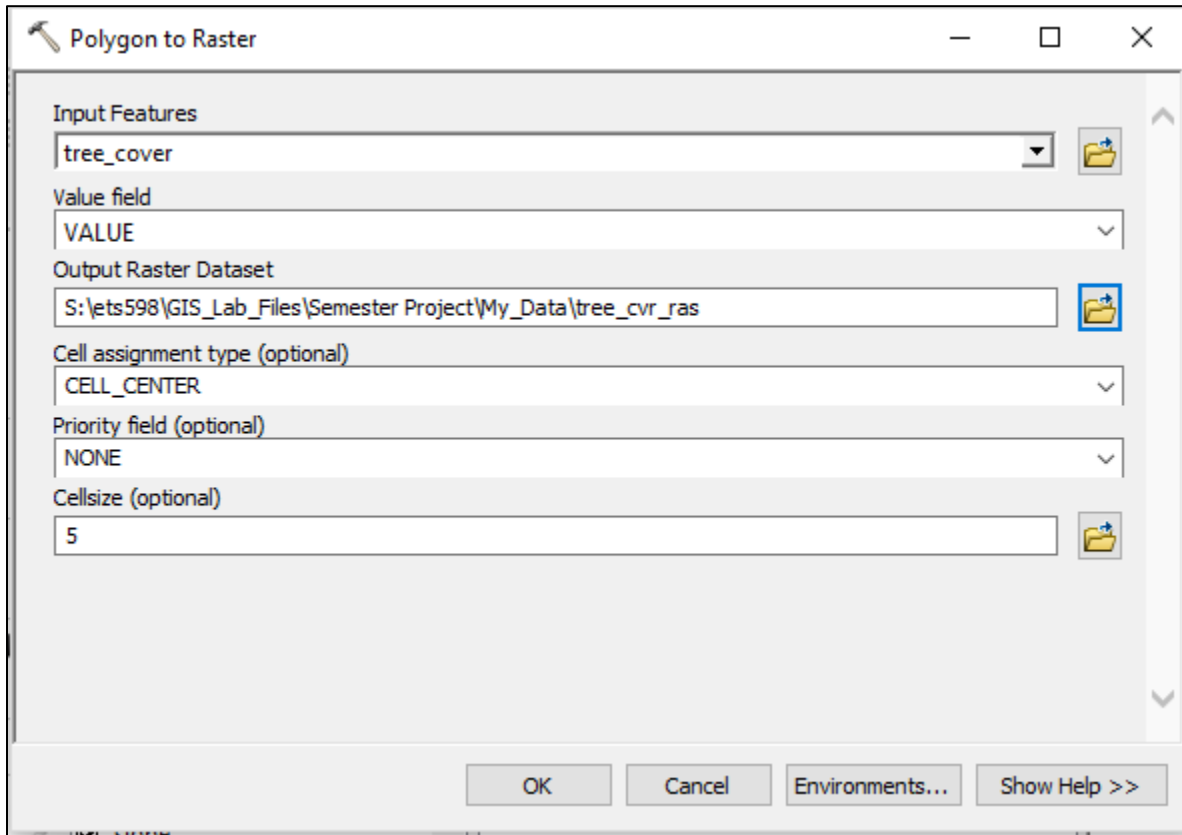 Polygon to Raster
Input Features
tree_cover
Value field
VALUE
Output Raster Dataset
S:\ets598\GIS_Lab_Files\Semester Project\My_Data\tree_cvr_ras
Cell assignment type (optional)
CELL_CENTER
Priority field (optional)
NONE
Cellsize (optional)
5
OK Cancel Environments... Show Help >>